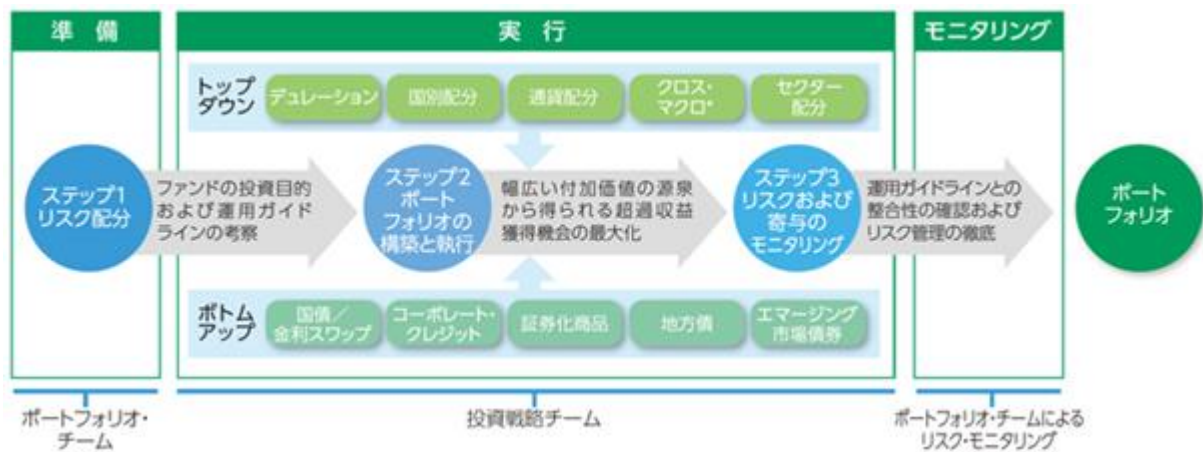 準 備
実 行
モニタリング
トップ
ダウン
デュレーション
国別配分
通貨配分
クロス・
マクロ*
セクター
配分
ステップ1
リスク配分
ファンドの投資目的
および運用ガイド
ラインの考察
ステップ2
ポート
フォリオの
構築と執行
幅広い付加価値の源泉
から得られる超過収益
獲得機会の最大化
ステップ3
リスクおよび
寄与の
モニタリング
運用ガイドラインとの
整合性の確認および
リスク管理の徹底
ポート
フォリオ
ボトム
アップ
国債／
金利スワップ
コーポレート・
クレジット
証券化商品
地方債
エマージング
市場債券
ポートフォリオ・
チーム
投資戦略チーム
ポートフォリオ・チームによる
リスク・モニタリング